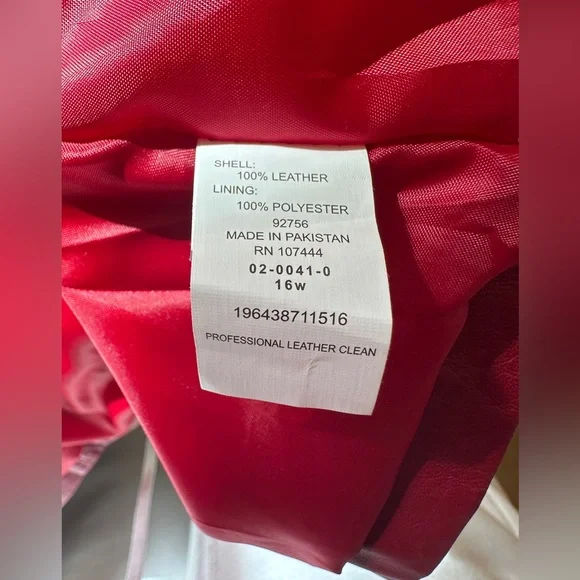 SHELL:
100% LEATHER
LINING:
100% POLYESTER
92756
MADE IN PAKISTAN
RN 107444
02-0041-0
16w
196438711516
PROFESSIONAL LEATHER CLEAN